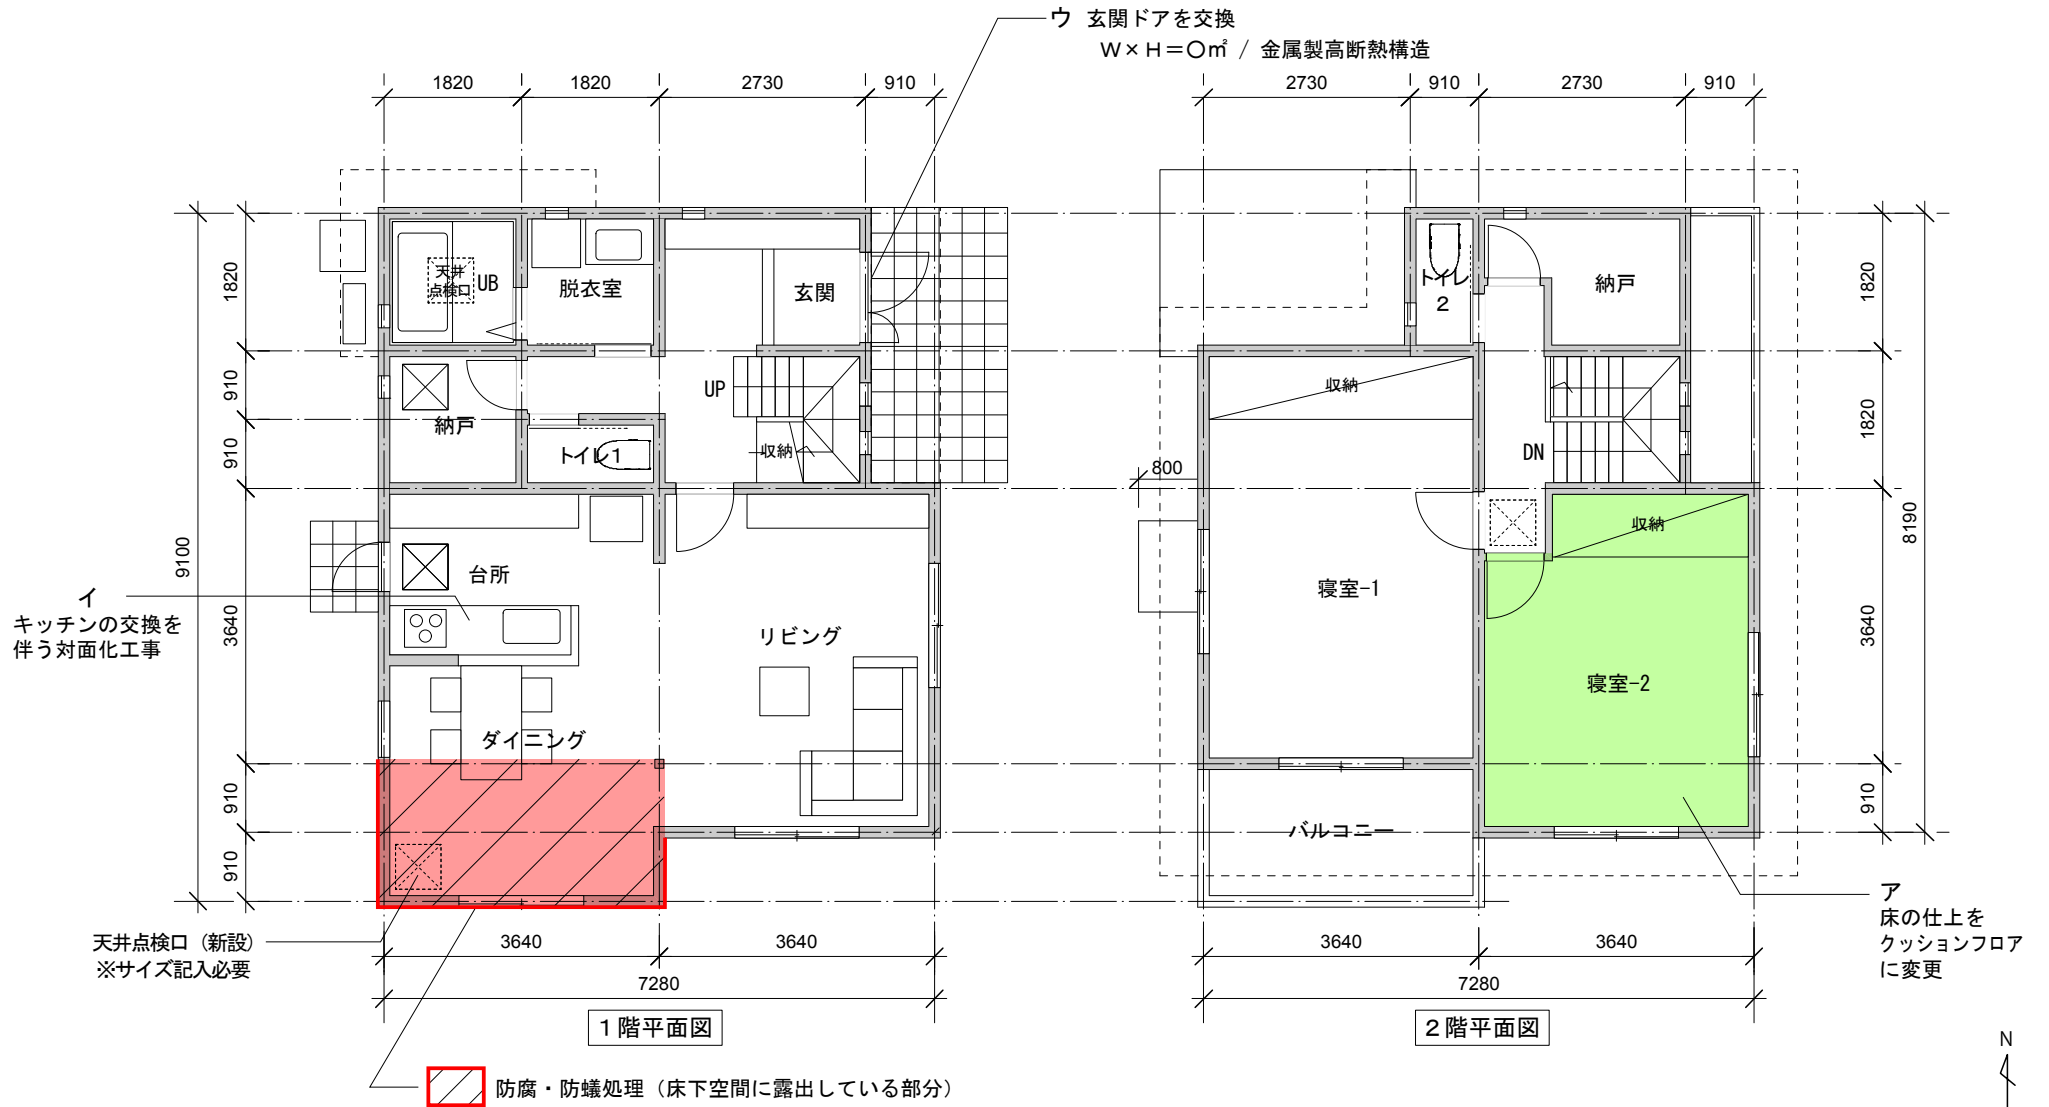 ウ 玄関ドアを交換
W×H=〇㎡ / 金属製高断熱構造
1820 1820 2730 910
2730 910 2730 910
9100
1820
910
910
3640
910
910
天井
点検口
UB
脱衣室
玄関
納戸
トイレ1
UP
収納
台所
リビング
ダイニング
イ
キッチンの交換を
伴う対面化工事
天井点検口（新設）
※サイズ記入必要
3640 3640
7280
1階平面図
防腐・防蟻処理（床下空間に露出している部分）
トイレ
2
納戸
収納
DN
800
収納
寝室-1
寝室-2
バルコニー
1820
1820
3640
910
8190
ア
床の仕上を
クッションフロア
に変更
3640 3640
7280
2階平面図
N